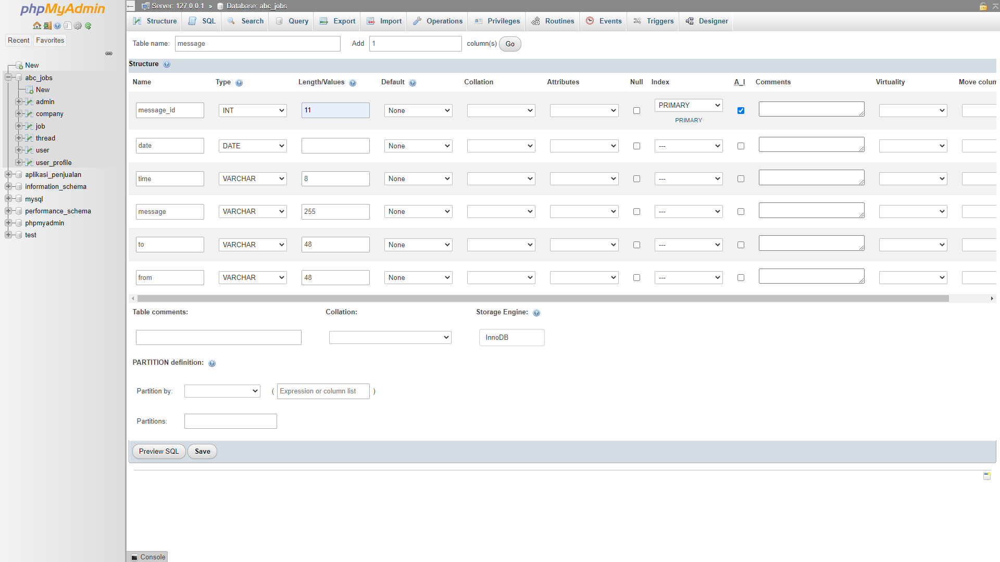 phpMyAdmin
Recent Favorites
New
abc_jobs
New
admin
company
job
thread
user
user_profile
aplikasi_penjualan
information_schema
mysql
performance_schema
phpmyadmin
test
Server: 127.0.0.1 » Database: abc_jobs
Structure SQL Search Query Export Import Operations Privileges Routines Events Triggers Designer
Table name: message Add 1 column(s) Go
Structure
Name Type Length/Values Default Collation Attributes Null Index A_I Comments Virtuality Move colum
message_id INT 11 None PRIMARY
PRIMARY
date DATE None ---
time VARCHAR 8 None ---
message VARCHAR 255 None ---
to VARCHAR 48 None ---
from VARCHAR 48 None ---
Table comments: Collation: Storage Engine:
InnoDB
PARTITION definition:
Partition by: ( Expression or column list )
Partitions:
Preview SQL Save
Console